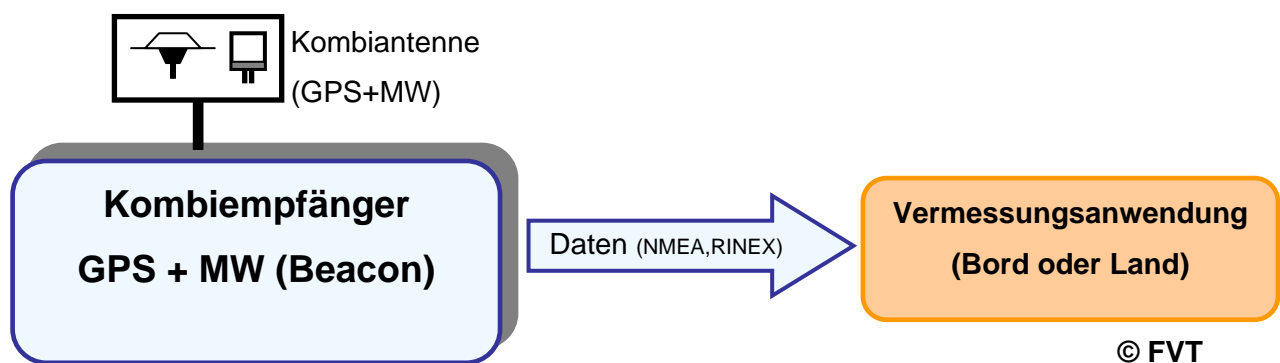 Kombiantenne
(GPS+MW)
Kombiempfänger
GPS + MW (Beacon)
Daten (NMEA,RINEX)
Vermessungsanwendung
(Bord oder Land)
© FVT